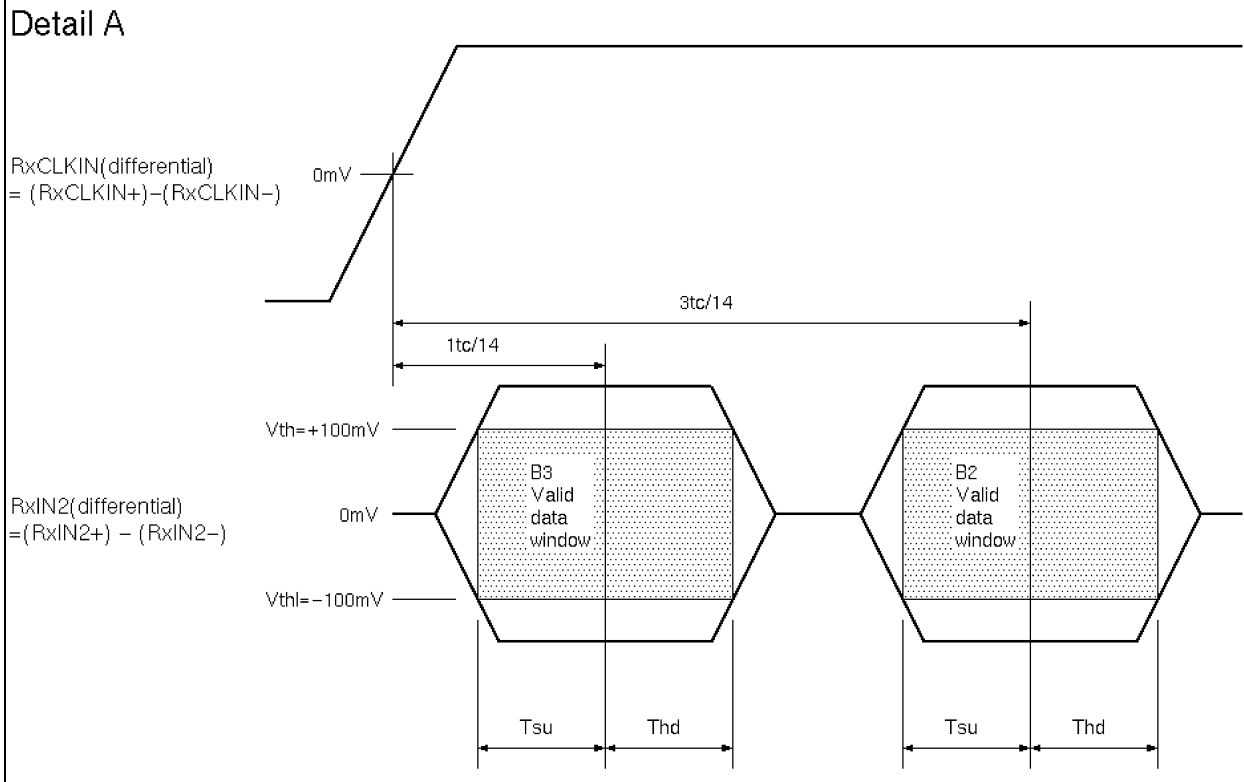 Detail A
RxCLKIN(differential)
= (RxCLKIN+)−(RxCLKIN−)
0mV
3tc/14
1tc/14
Vth=+100mV
B3
Valid
data
window
B2
Valid
data
window
RxIN2(differential)
=(RxIN2+) − (RxIN2−)
0mV
Vthl=−100mV
Tsu
Thd
Tsu
Thd